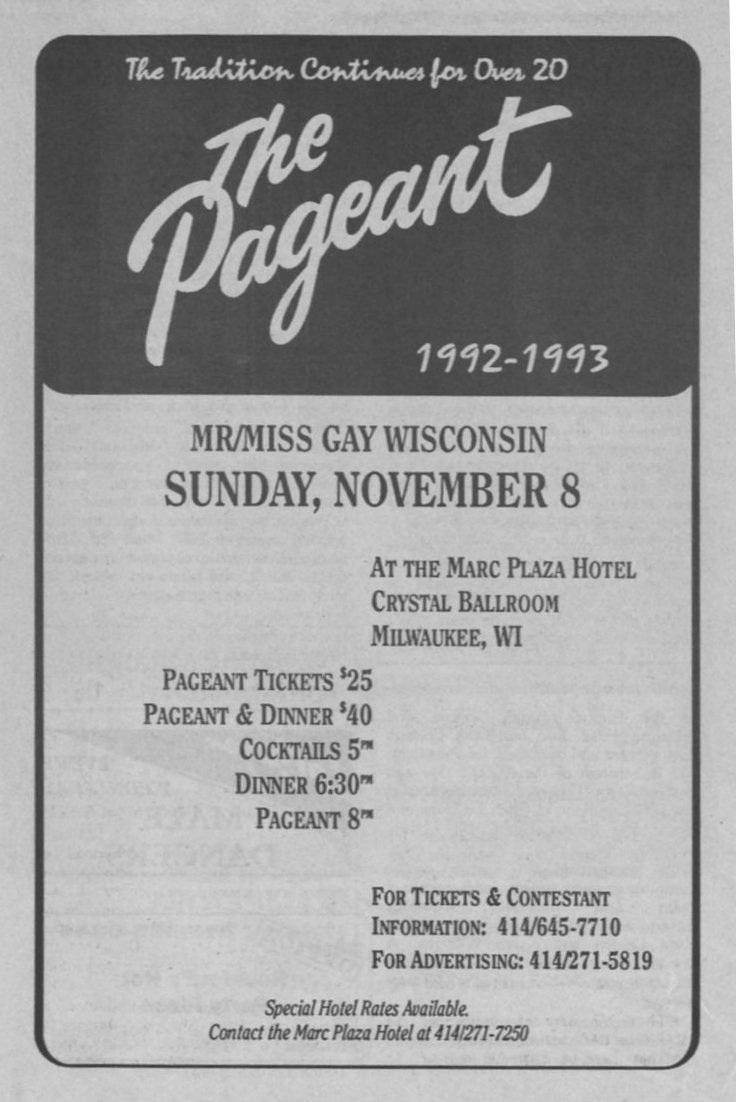 The Tradition Continues for Over 20
The
Pageant
1992-1993
MR/MISS GAY WISCONSIN
SUNDAY, NOVEMBER 8
AT THE MARC PLAZA HOTEL
CRYSTAL BALLROOM
MILWAUKEE, WI
PAGEANT TICKETS $25
PAGEANT & DINNER $40
COCKTAILS 5PM
DINNER 6:30PM
PAGEANT 8PM
FOR TICKETS & CONTESTANT
INFORMATION: 414/645-7710
FOR ADVERTISING: 414/271-5819
Special Hotel Rates Available.
Contact the Marc Plaza Hotel at 414/271-7250